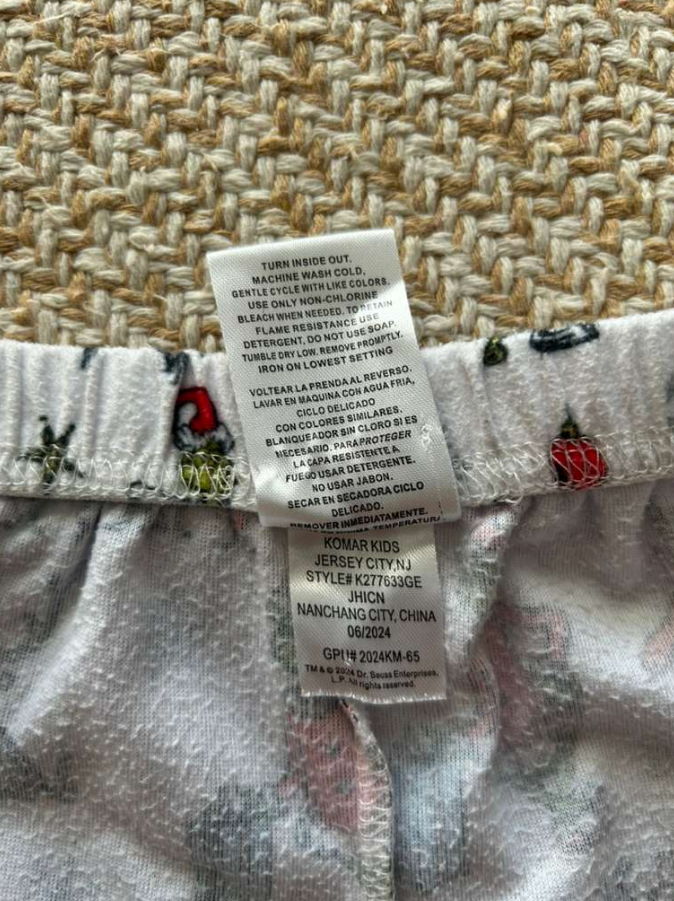 TURN INSIDE OUT.
MACHINE WASH COLD,
GENTLE CYCLE WITH LIKE COLORS.
USE ONLY NON-CHLORINE
BLEACH WHEN NEEDED. TO RETAIN
FLAME RESISTANCE USE
DETERGENT, DO NOT USE SOAP.
TUMBLE DRY LOW. REMOVE PROMPTLY.
IRON ON LOWEST SETTING
VOLTEAR LA PRENDA AL REVERSO.
LAVAR EN MAQUINA CON AGUA FRIA,
CICLO DELICADO
CON COLORES SIMILARES.
BLANQUEADOR SIN CLORO SI ES
NECESARIO. PARA PROTEGER
LA CAPA RESISTENTE A
FUEGO USAR DETERGENTE.
NO USAR JABON.
SECAR EN SECADORA CICLO
DELICADO.
REMOVER INMEDIATAMENTE.
TEMPERATURA
KOMAR KIDS
JERSEY CITY,NJ
STYLE# K277633GE
JHICN
NANCHANG CITY, CHINA
06/2024
GPU# 2024KM-65
TM & © 2024 Dr. Seuss Enterprises,
L.P. All rights reserved.